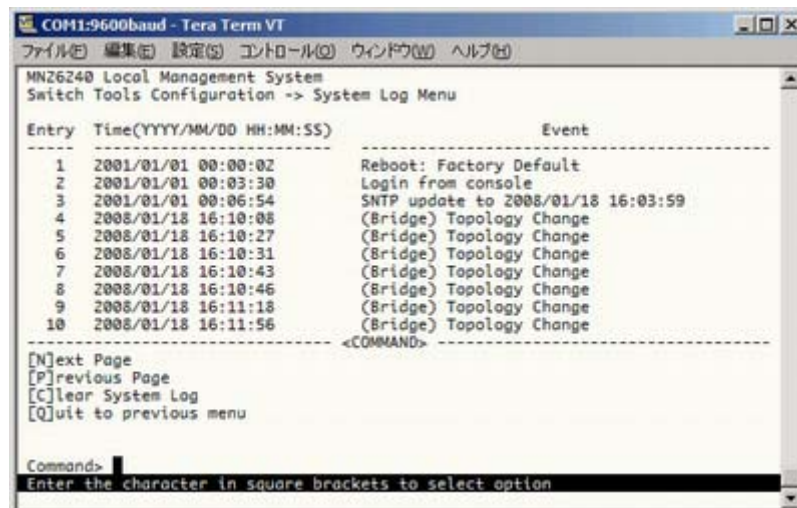 COM1:9600baud - Tera Term VT
ファイル(F) 編集(E) 設定(S) コントロール(O) ウィンドウ(W) ヘルプ(H)
MN26240 Local Management System
Switch Tools Configuration -> System Log Menu
Entry Time(YYYY/MM/DD HH:MM:SS) Event
----- ------------------------- -------------------------------------------
1 2001/01/01 00:00:02 Reboot: Factory Default
2 2001/01/01 00:03:30 Login from console
3 2001/01/01 00:06:54 SNTP update to 2008/01/18 16:03:59
4 2008/01/18 16:10:08 (Bridge) Topology Change
5 2008/01/18 16:10:27 (Bridge) Topology Change
6 2008/01/18 16:10:31 (Bridge) Topology Change
7 2008/01/18 16:10:43 (Bridge) Topology Change
8 2008/01/18 16:10:46 (Bridge) Topology Change
9 2008/01/18 16:11:18 (Bridge) Topology Change
10 2008/01/18 16:11:56 (Bridge) Topology Change
--------------------------------- <COMMAND> -----------------------------------
[N]ext Page
[P]revious Page
[C]lear System Log
[Q]uit to previous menu
Command>
Enter the character in square brackets to select option